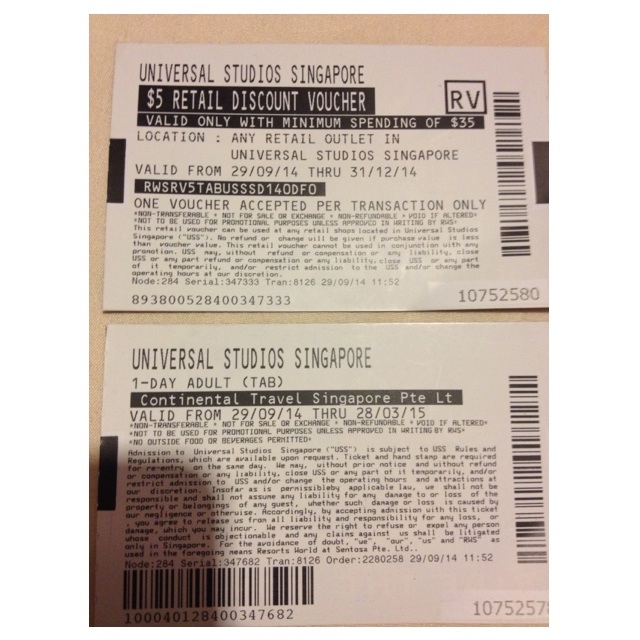 UNIVERSAL STUDIOS SINGAPORE
$5 RETAIL DISCOUNT VOUCHER
RV
VALID ONLY WITH MINIMUM SPENDING OF $35
LOCATION : ANY RETAIL OUTLET IN
UNIVERSAL STUDIOS SINGAPORE
VALID FROM 29/09/14 THRU 31/12/14
RWSRV5TABUSSSD14ODFO
ONE VOUCHER ACCEPTED PER TRANSACTION ONLY
*NON-TRANSFERABLE * NOT FOR SALE OR EXCHANGE * NON-REFUNDABLE * VOID IF ALTERED*
*NOT TO BE USED FOR PROMOTIONAL PURPOSES UNLESS APPROVED IN WRITING BY RWS*
This retail voucher can be used at any retail shops located in Universal Studios
Singapore ("USS"). No refund or change will be given if purchase value is less
than voucher value. This retail voucher cannot be used in conjunction with any
promotion. USS may, without refund or compensation or any liability, close
USS or any part refund or compensation or any liability,close USS or any part
of it temporarily, and/or restrict admission to the USS and/or change the
operating hours at our discretion.
Node:284 Serial:347333 Tran:8126 29/09/14 11:52
893800528400347333
10752580
UNIVERSAL STUDIOS SINGAPORE
1-DAY ADULT (TAB)
Continental Travel Singapore Pte Lt
VALID FROM 29/09/14 THRU 28/03/15
*NON-TRANSFERABLE * NOT FOR SALE OR EXCHANGE * NON-REFUNDABLE * VOID IF ALTERED*
*NOT TO BE USED FOR PROMOTIONAL PURPOSES UNLESS APPROVED IN WRITING BY RWS*
*NO OUTSIDE FOOD OR BEVERAGES PERMITTED*
Admission to Universal Studios Singapore ("USS") is subject to USS Rules and
Regulations, which are available upon request. Ticket and hand stamp are required
for re-entry on the same day. We may, without prior notice and without refund
or compensation or any liability, close USS or any part of it temporarily, and/or
restrict admission to USS and/or change the operating hours and attractions at
our discretion. Insofar as is permissibleby applicable law, we shall not be
responsible and shall not assume any liability for any damage to or loss of the
property or belongings of any guest, whether such damage or loss is caused by
our negligence or otherwise. Accordingly, by accepting admission with this ticket
, you agree to release us from all liability and responsibility for any loss, or
damage, which you may incur. We reserve the right to refuse or expel any person
whose conduct is objectionable and any claims against us shall be litigated
only in Singapore. For the avoidance of doubt, "we", "our", "us" and "RWS" as
used in the foregoing means Resorts World at Sentosa Pte. Ltd..
Node:284 Serial:347682 Tran:8126 Order:2280258 29/09/14 11:52
100040128400347682
1075257